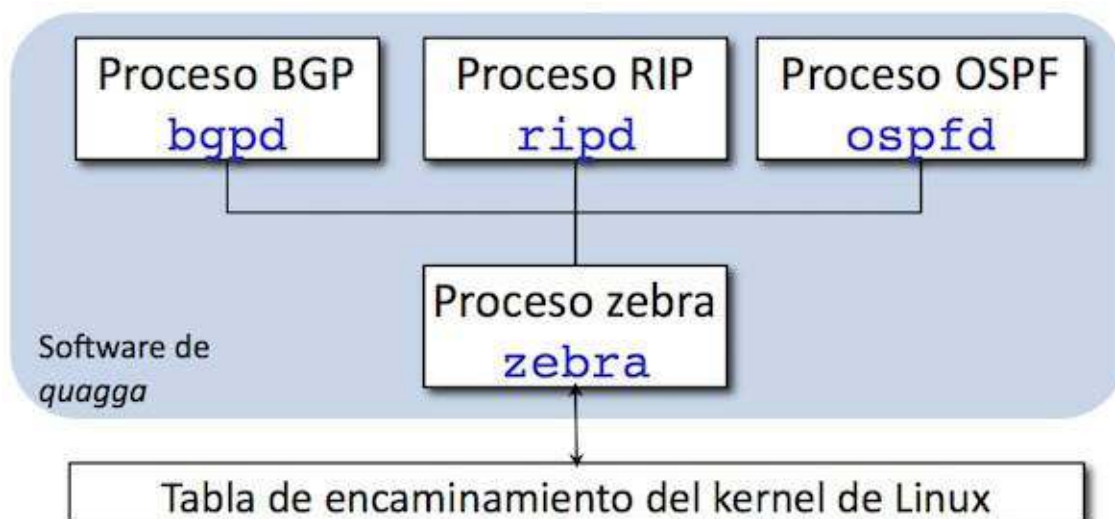 Proceso BGP
bgpd
Proceso RIP
ripd
Proceso OSPF
ospfd
Proceso zebra
zebra
Software de
quagga
Tabla de encaminamiento del kernel de Linux